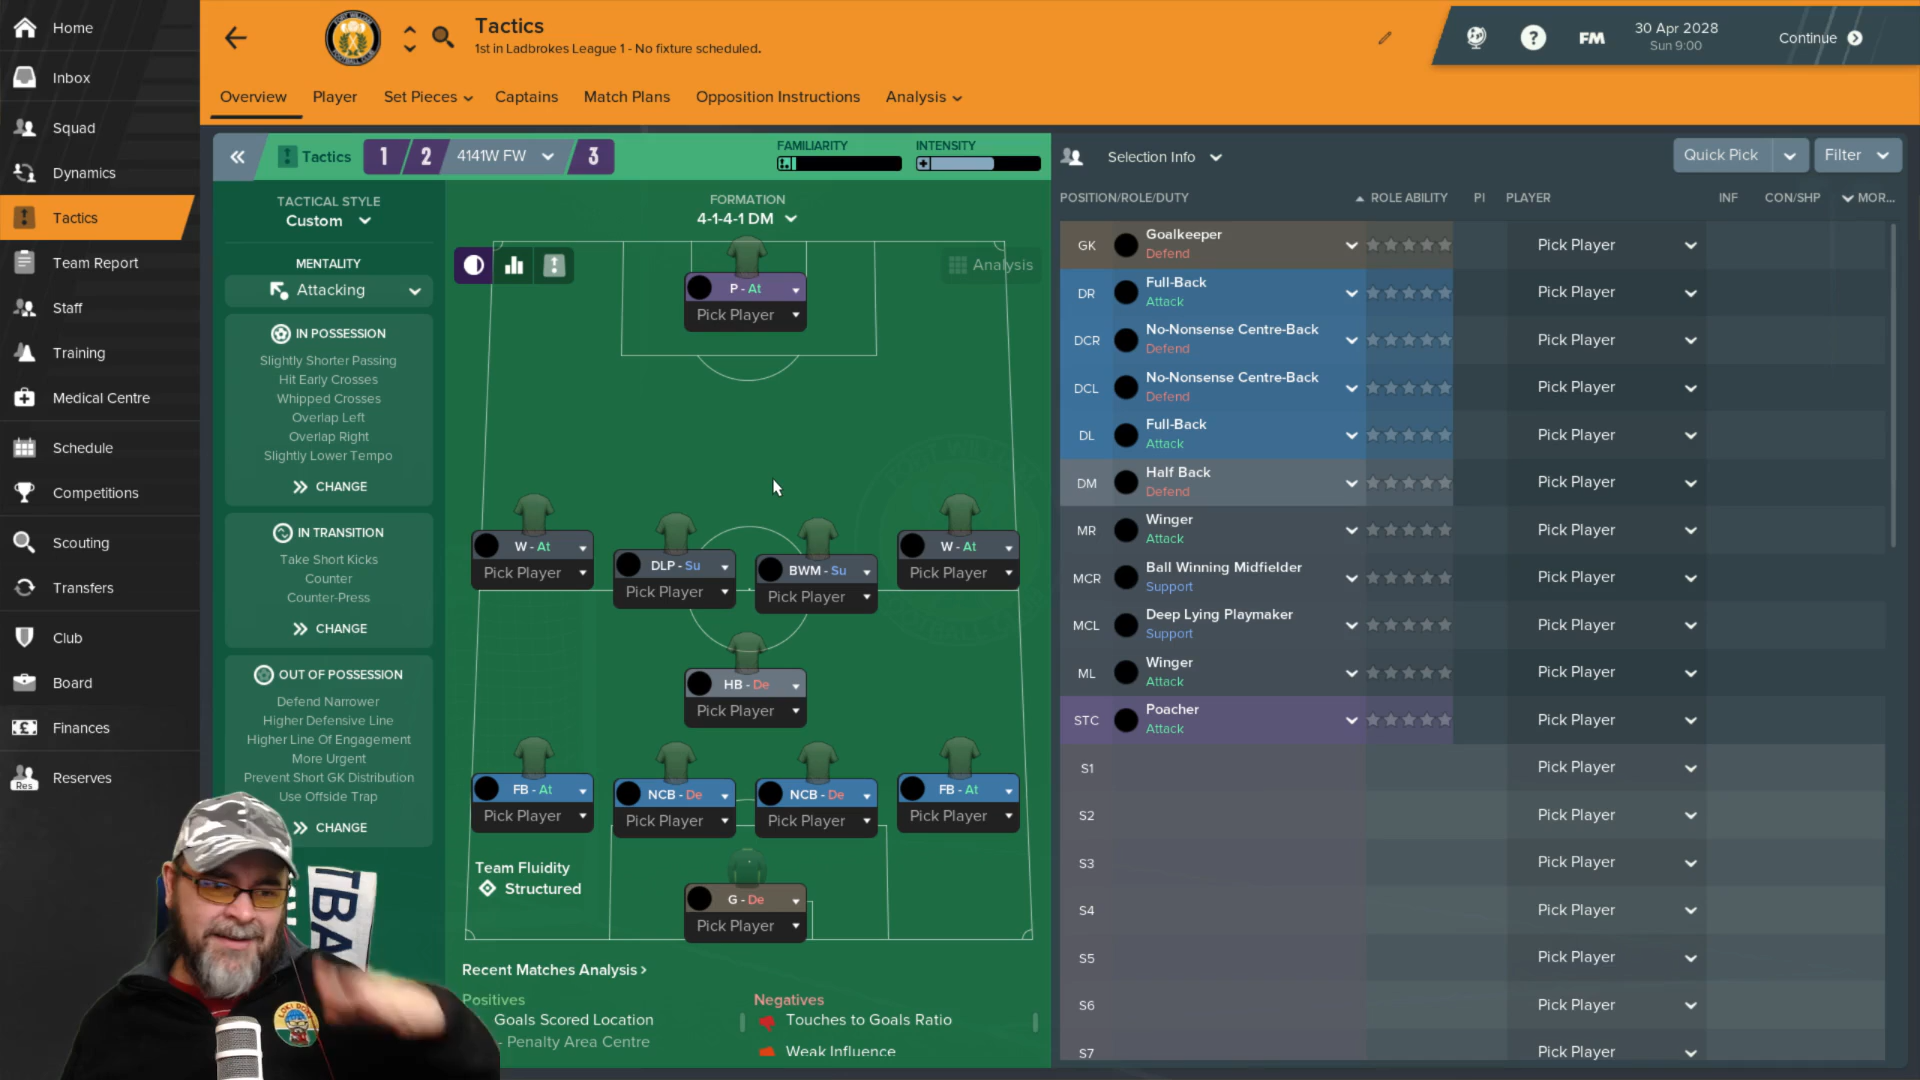 Home
Inbox
Squad
Dynamics
Tactics
Team Report
Staff
Training
Medical Centre
Schedule
Competitions
Scouting
Transfers
Club
Board
Finances
Res
Reserves
Tactics
1st in Ladbrokes League 1 - No fixture scheduled.
? FM
30 Apr 2028
Sun 9:00
Continue
Overview Player Set Pieces Captains Match Plans Opposition Instructions Analysis
Tactics 1 2 4141W FW 3
FAMILIARITY INTENSITY
TACTICAL STYLE
Custom
MENTALITY
Attacking
IN POSSESSION
Slightly Shorter Passing
Hit Early Crosses
Whipped Crosses
Overlap Left
Overlap Right
Slightly Lower Tempo
CHANGE
IN TRANSITION
Take Short Kicks
Counter
Counter-Press
CHANGE
OUT OF POSSESSION
Defend Narrower
Higher Defensive Line
Higher Line Of Engagement
More Urgent
Prevent Short GK Distribution
Use Offside Trap
CHANGE
FORMATION
4-1-4-1 DM
Analysis
P - At
Pick Player
W - At
Pick Player
DLP - Su
Pick Player
BWM - Su
Pick Player
W - At
Pick Player
HB - De
Pick Player
FB - At
Pick Player
NCB - De
Pick Player
NCB - De
Pick Player
FB - At
Pick Player
Team Fluidity
Structured
G - De
Pick Player
Recent Matches Analysis >
Positives
Goals Scored Location
- Penalty Area Centre
Negatives
Touches to Goals Ratio
Weak Influence
Selection Info
Quick Pick
Filter
POSITION/ROLE/DUTY ROLE ABILITY PI PLAYER INF CON/SHP MOR...
GK Goalkeeper Pick Player
Defend
DR Full-Back Pick Player
Attack
DCR No-Nonsense Centre-Back Pick Player
Defend
DCL No-Nonsense Centre-Back Pick Player
Defend
DL Full-Back Pick Player
Attack
DM Half Back Pick Player
Defend
MR Winger Pick Player
Attack
MCR Ball Winning Midfielder Pick Player
Support
MCL Deep Lying Playmaker Pick Player
Support
ML Winger Pick Player
Attack
STC Poacher Pick Player
Attack
S1 Pick Player
S2 Pick Player
S3 Pick Player
S4 Pick Player
S5 Pick Player
S6 Pick Player
S7 Pick Player